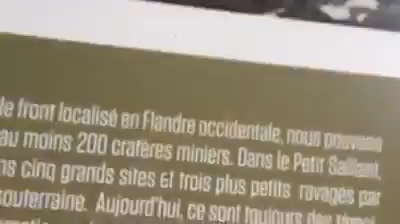 le front localisé en Flandre occidentale, nous pouvons
au moins 200 cratères miniers. Dans le Petit Saillant,
ns cinq grands sites et trois plus petits ravagés par
souterraine. Aujourd'hui, ce sont toujours des